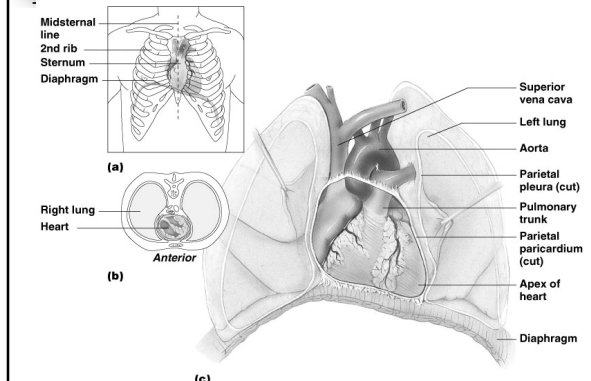 Midsternal
line
2nd rib
Sternum
Diaphragm
(a)
Right lung
Heart
Anterior
(b)
Superior
vena cava
Left lung
Aorta
Parietal
pleura (cut)
Pulmonary
trunk
Parietal
paricardium
(cut)
Apex of
heart
Diaphragm
(c)